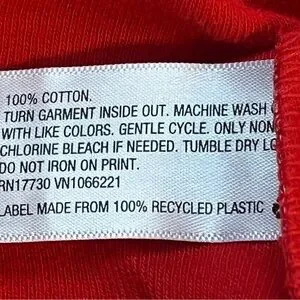 100% COTTON.
TURN GARMENT INSIDE OUT. MACHINE WASH
WITH LIKE COLORS. GENTLE CYCLE. ONLY NON
CHLORINE BLEACH IF NEEDED. TUMBLE DRY LO
DO NOT IRON ON PRINT.
RN17730 VN1066221
LABEL MADE FROM 100% RECYCLED PLASTIC